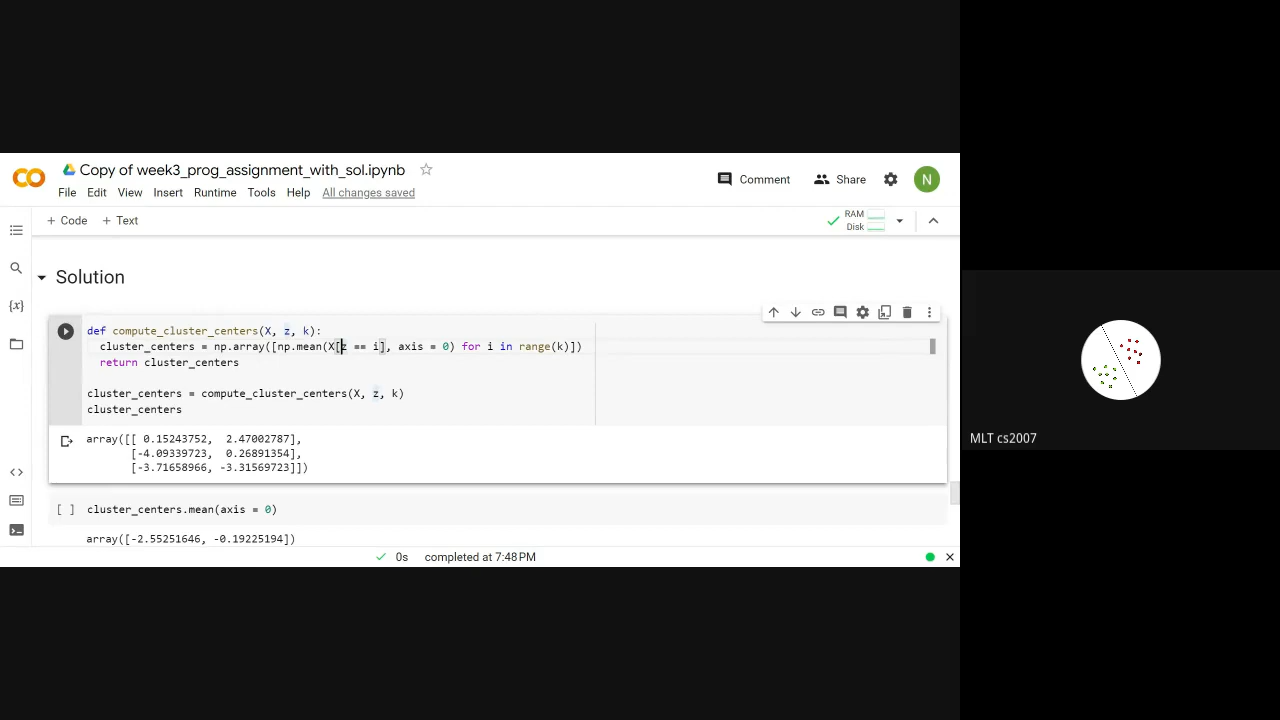 Copy of week3_prog_assignment_with_sol.ipynb
File Edit View Insert Runtime Tools Help All changes saved
Comment Share N
+ Code + Text
RAM
Disk
{x}
Solution
def compute_cluster_centers(X, z, k):
  cluster_centers = np.array([np.mean(X[z == i], axis = 0) for i in range(k)])
  return cluster_centers
cluster_centers = compute_cluster_centers(X, z, k)
cluster_centers
array([[ 0.15243752,  2.47002787],
       [-4.09339723,  0.26891354],
       [-3.71658966, -3.31569723]])
[ ] cluster_centers.mean(axis = 0)
array([-2.55251646, -0.19225194])
0s completed at 7:48 PM
MLT cs2007